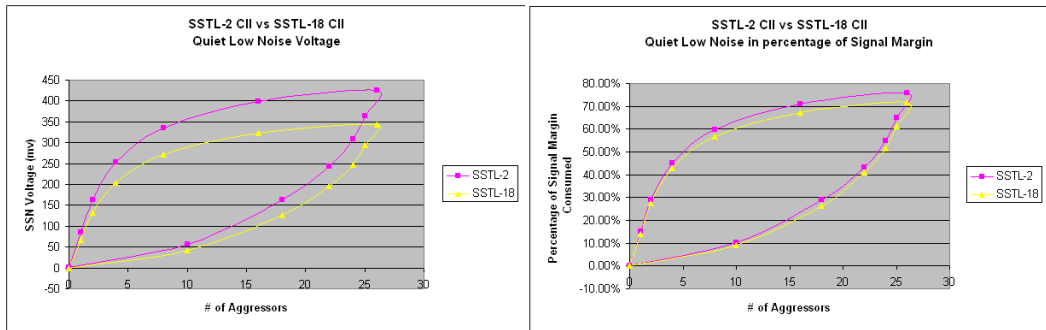 SSTL-2 CII vs SSTL-18 CII
Quiet Low Noise Voltage
SSN Voltage (mv)
450
400
350
300
250
200
150
100
50
0
-50
0
5
10
15
20
25
30
# of Aggressors
SSTL-2
SSTL-18
SSTL-2 CII vs SSTL-18 CII
Quiet Low Noise in percentage of Signal Margin
Percentage of Signal Margin
Consumed
80.00%
70.00%
60.00%
50.00%
40.00%
30.00%
20.00%
10.00%
0.00%
-10.00%
0
5
10
15
20
25
30
# of Aggressors
SSTL-2
SSTL-18